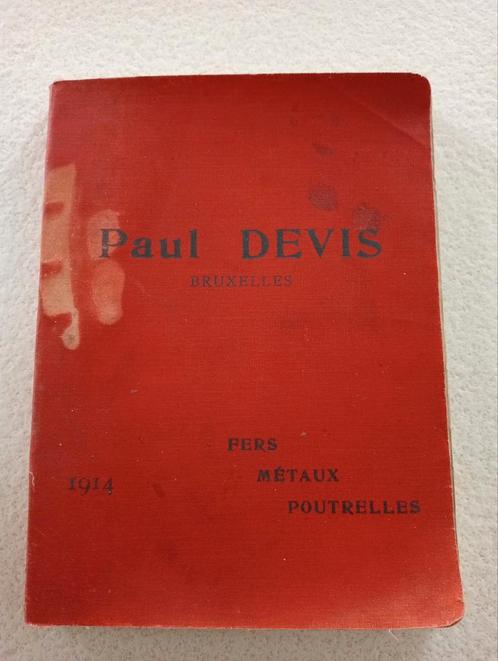 Paul DEVIS
BRUXELLES
FERS
1914
MÉTAUX
POUTRELLES